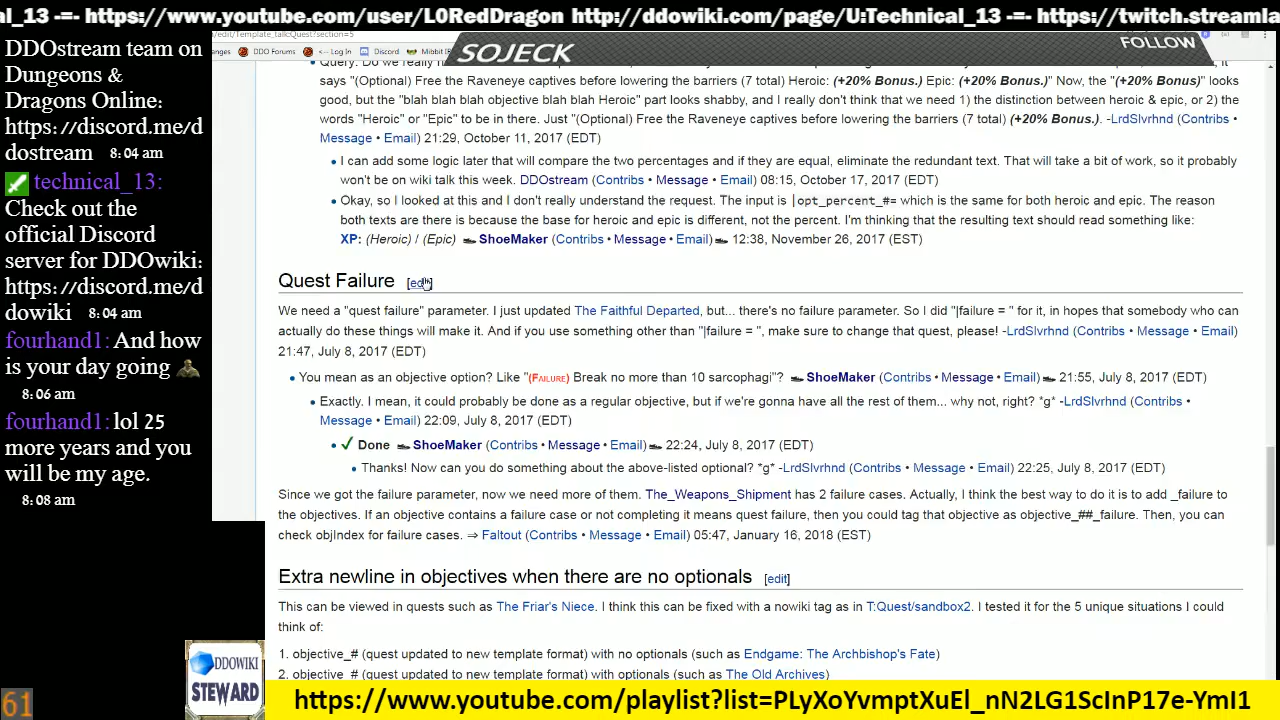 al_13 -=- https://www.youtube.com/user/L0RedDragon http://ddowiki.com/page/U:Technical_13 -=- https://twitch.streamla
/edit/Template_talk:Quest?section=5
DDO Forums <-- Log In Discord Mibbit
SOJECK
FOLLOW
DDOstream team on
Dungeons &
Dragons Online:
https://discord.me/d
dostream 8:04 am
technical_13:
Check out the
official Discord
server for DDOwiki:
https://discord.me/d
dowiki 8:04 am
fourhand1: And how
is your day going
8:06 am
fourhand1: lol 25
more years and you
will be my age.
8:08 am
says "(Optional) Free the Raveneye captives before lowering the barriers (7 total) Heroic: (+20% Bonus.) Epic: (+20% Bonus.)" Now, the "(+20% Bonus)" looks
good, but the "blah blah blah objective blah blah Heroic" part looks shabby, and I really don't think that we need 1) the distinction between heroic & epic, or 2) the
words "Heroic" or "Epic" to be in there. Just "(Optional) Free the Raveneye captives before lowering the barriers (7 total) (+20% Bonus). -LrdSlvrhnd (Contribs •
Message • Email) 21:29, October 11, 2017 (EDT)
• I can add some logic later that will compare the two percentages and if they are equal, eliminate the redundant text. That will take a bit of work, so it probably
won't be on wiki talk this week. DDOstream (Contribs • Message • Email) 08:15, October 17, 2017 (EDT)
• Okay, so I looked at this and I don't really understand the request. The input is |opt_percent_#= which is the same for both heroic and epic. The reason
both texts are there is because the base for heroic and epic is different, not the percent. I'm thinking that the resulting text should read something like:
XP: (Heroic) / (Epic) ShoeMaker (Contribs • Message • Email) 12:38, November 26, 2017 (EST)
Quest Failure [edit]
We need a "quest failure" parameter. I just updated The Faithful Departed, but... there's no failure parameter. So I did "|failure = " for it, in hopes that somebody who can
actually do these things will make it. And if you use something other than "|failure = ", make sure to change that quest, please! -LrdSlvrhnd (Contribs • Message • Email)
21:47, July 8, 2017 (EDT)
• You mean as an objective option? Like "(Failure) Break no more than 10 sarcophagi"? ShoeMaker (Contribs • Message • Email) 21:55, July 8, 2017 (EDT)
• Exactly. I mean, it could probably be done as a regular objective, but if we're gonna have all the rest of them... why not, right? *g* -LrdSlvrhnd (Contribs •
Message • Email) 22:09, July 8, 2017 (EDT)
• Done ShoeMaker (Contribs • Message • Email) 22:24, July 8, 2017 (EDT)
• Thanks! Now can you do something about the above-listed optional? *g* -LrdSlvrhnd (Contribs • Message • Email) 22:25, July 8, 2017 (EDT)
Since we got the failure parameter, now we need more of them. The_Weapons_Shipment has 2 failure cases. Actually, I think the best way to do it is to add _failure to
the objectives. If an objective contains a failure case or not completing it means quest failure, then you could tag that objective as objective_##_failure. Then, you can
check objIndex for failure cases. ⇒ Faltout (Contribs • Message • Email) 05:47, January 16, 2018 (EST)
Extra newline in objectives when there are no optionals [edit]
This can be viewed in quests such as The Friar's Niece. I think this can be fixed with a nowiki tag as in T:Quest/sandbox2. I tested it for the 5 unique situations I could
think of:
1. objective_# (quest updated to new template format) with no optionals (such as Endgame: The Archbishop's Fate)
2. objective_# (quest updated to new template format) with optionals (such as The Old Archives)
DDOWIKI
STEWARD
61
https://www.youtube.com/playlist?list=PLyXoYvmptXuEl_nN2LG1ScInP17e-YmI1